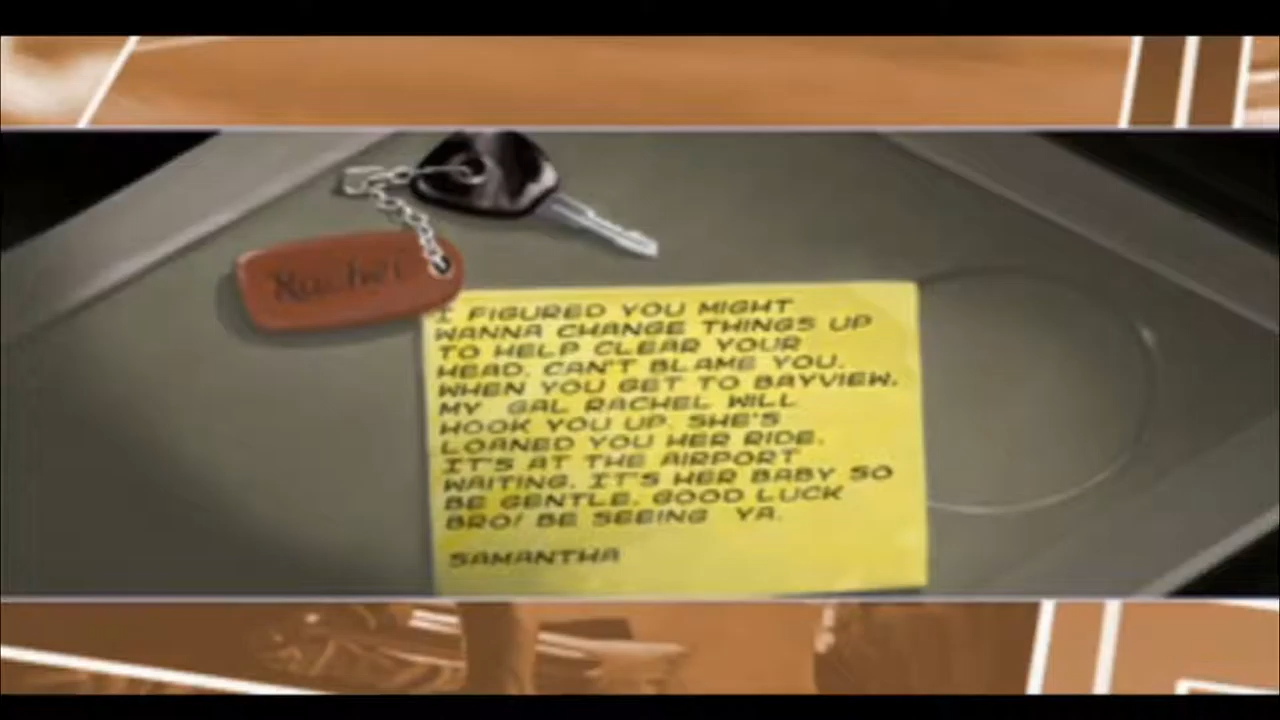 Rachel
I FIGURED YOU MIGHT
WANNA CHANGE THINGS UP
TO HELP CLEAR YOUR
HEAD. CAN'T BLAME YOU.
WHEN YOU GET TO BAYVIEW,
MY GAL RACHEL WILL
HOOK YOU UP. SHE'S
LOANED YOU HER RIDE.
IT'S AT THE AIRPORT
WAITING. IT'S HER BABY SO
BE GENTLE. GOOD LUCK
BRO! BE SEEING YA.
SAMANTHA